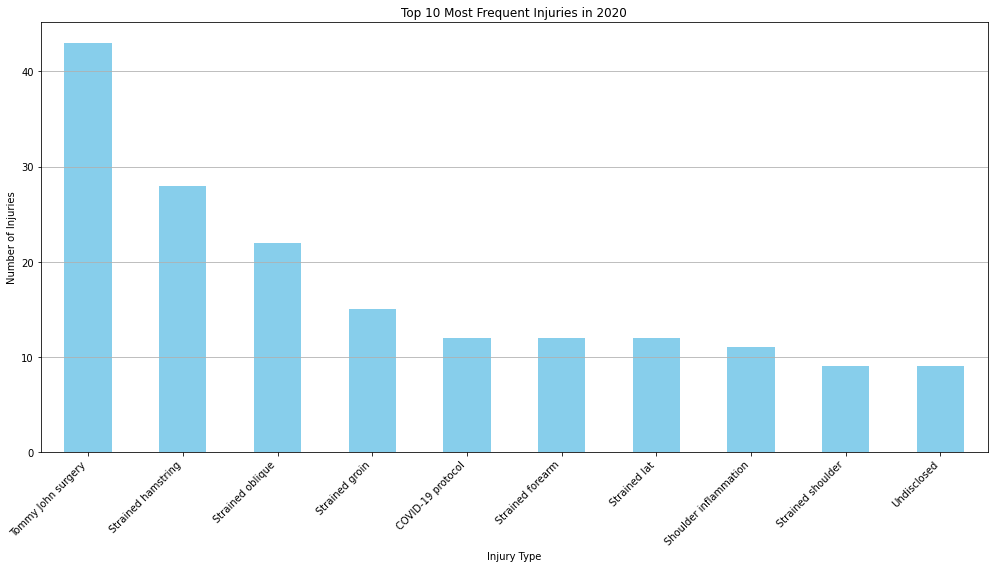 Top 10 Most Frequent Injuries in 2020
Number of Injuries
40
30
20
10
0
Tommy John surgery
Strained hamstring
Strained oblique
Strained groin
COVID-19 protocol
Strained forearm
Strained lat
Shoulder inflammation
Strained shoulder
Undisclosed
Injury Type